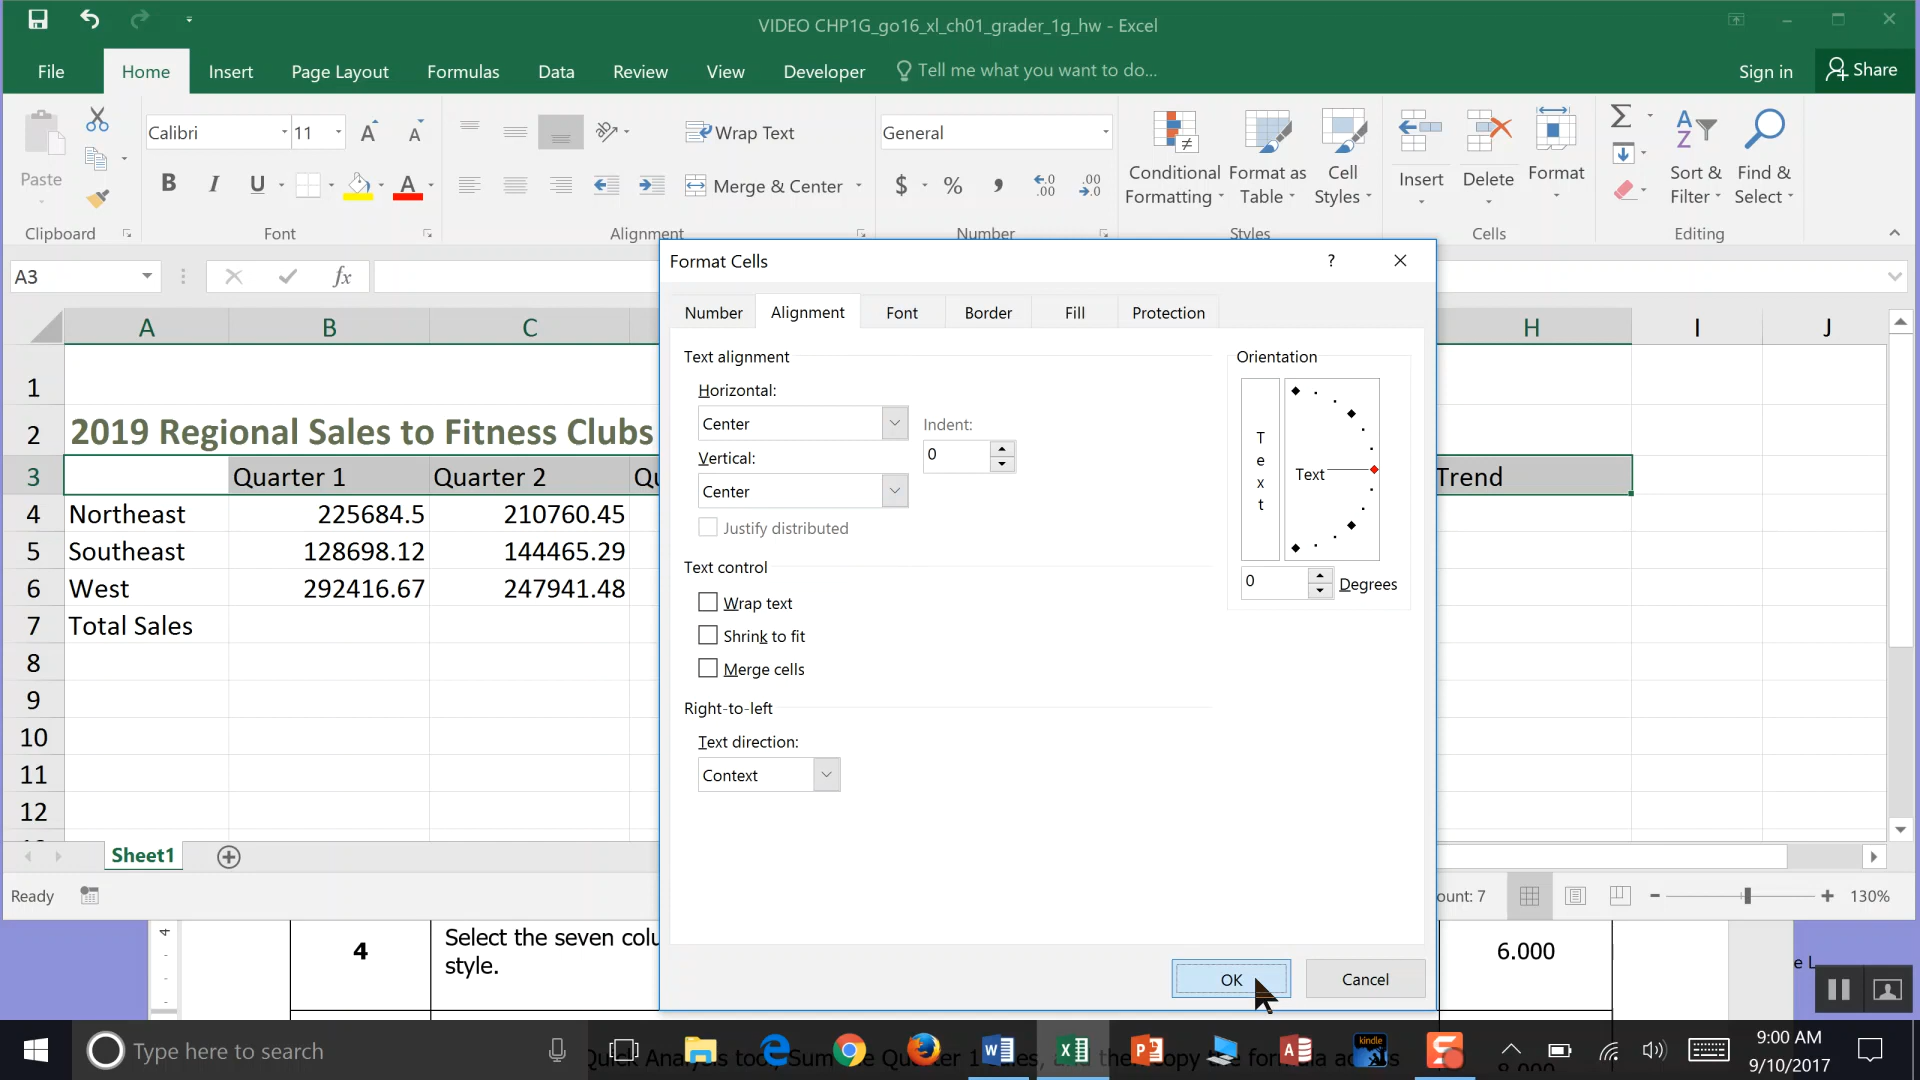 VIDEO CHP1G_go16_xl_ch01_grader_1g_hw - Excel
File Home Insert Page Layout Formulas Data Review View Developer Tell me what you want to do... Sign in Share
Calibri 11 Wrap Text General
Paste Merge & Center
Conditional Formatting Format as Table Cell Styles Insert Delete Format Sort & Filter Find & Select
Clipboard Font Alignment Number Styles Cells Editing
A3
Format Cells
Number Alignment Font Border Fill Protection
A B C H I J
1
2 2019 Regional Sales to Fitness Clubs
3 Quarter 1 Quarter 2 Qu Trend
4 Northeast 225684.5 210760.45
5 Southeast 128698.12 144465.29
6 West 292416.67 247941.48
7 Total Sales
8
9
10
11
12
Text alignment
Horizontal:
Center
Indent:
0
Vertical:
Center
Justify distributed
Text control
Wrap text
Shrink to fit
Merge cells
Right-to-left
Text direction:
Context
Orientation
Text
Text
0 Degrees
OK Cancel
Sheet1
Ready ount: 7 130%
4 Select the seven colu 6.000
style.
e L
Type here to search
9:00 AM
9/10/2017